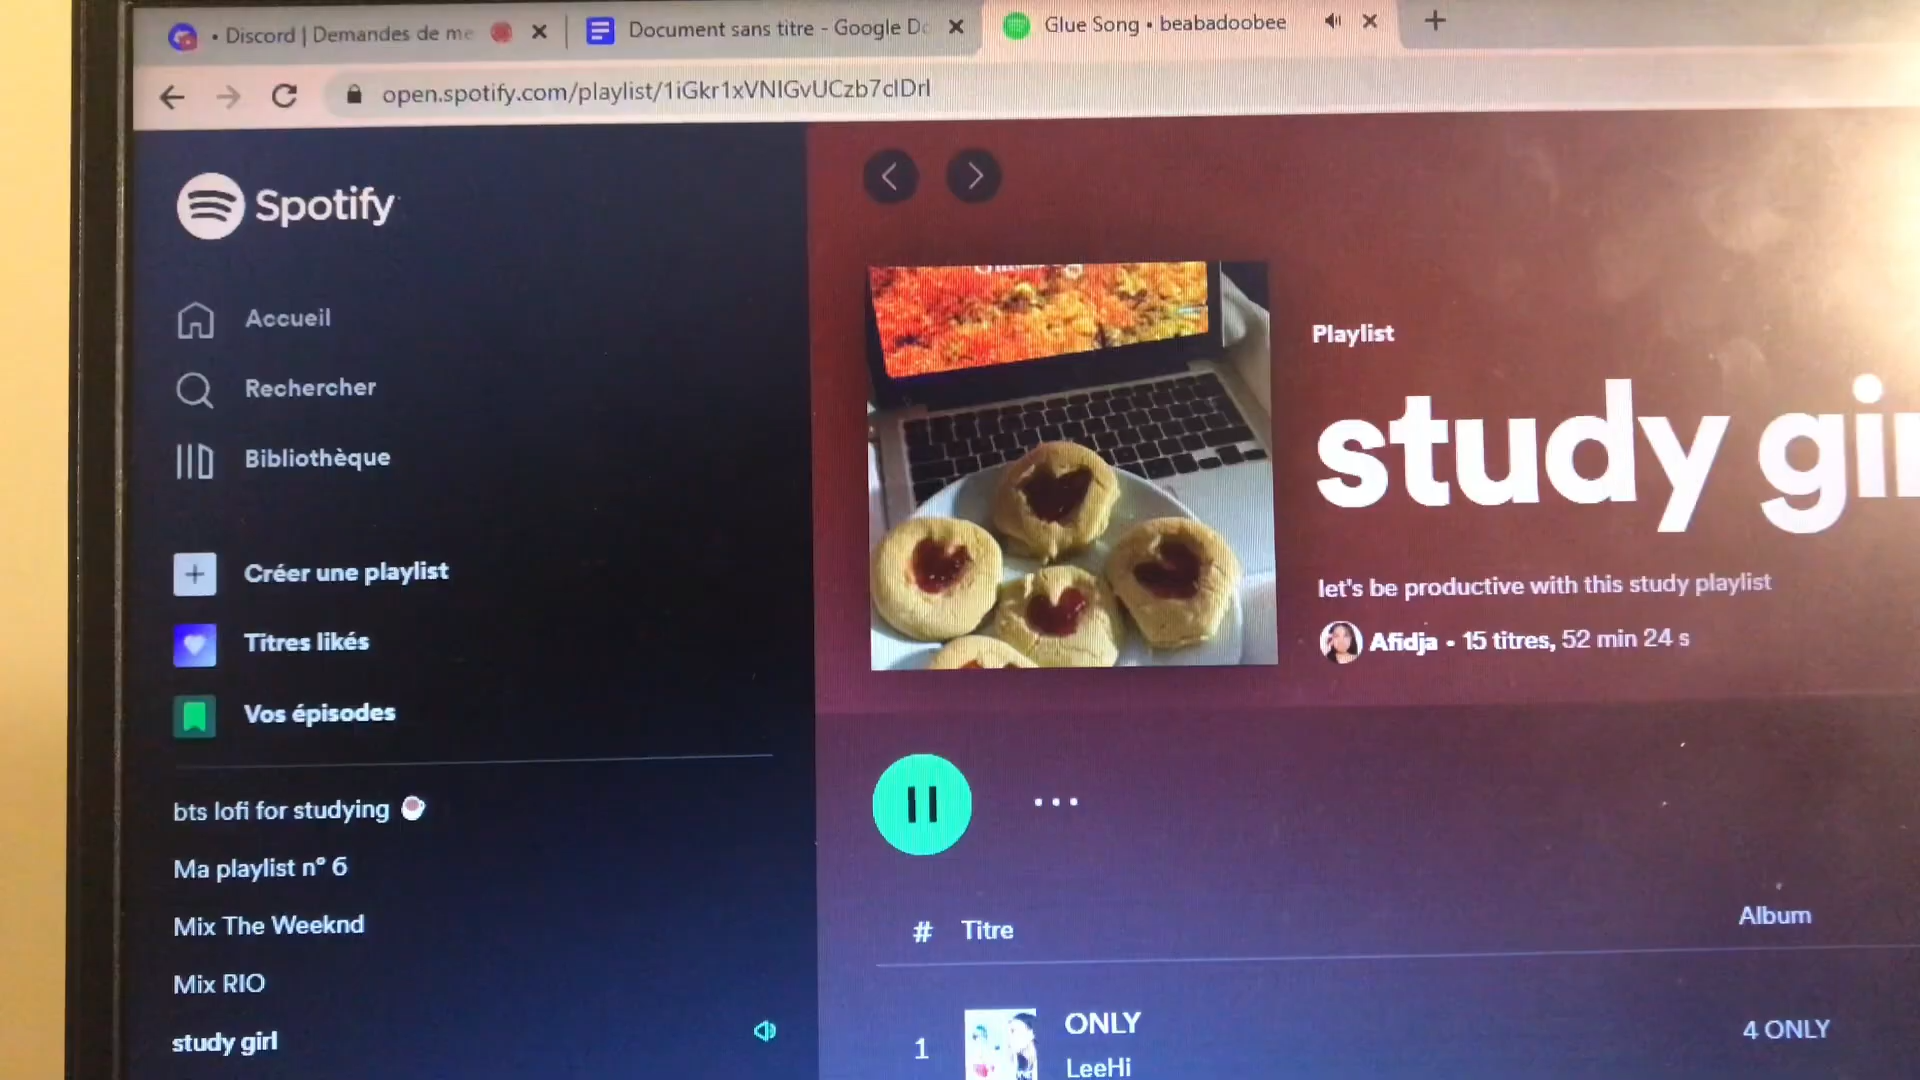 • Discord | Demandes de me
Document sans titre - Google Do
Glue Song • beabadoobee
open.spotify.com/playlist/1iGkr1xVNIGvUCzb7clDrl
Spotify
Accueil
Rechercher
Bibliothèque
Créer une playlist
Titres likés
Vos épisodes
bts lofi for studying
Ma playlist n° 6
Mix The Weeknd
Mix RIO
study girl
Playlist
study gir
let's be productive with this study playlist
Afidja • 15 titres, 52 min 24 s
# Titre Album
1 ONLY 4 ONLY
LeeHi